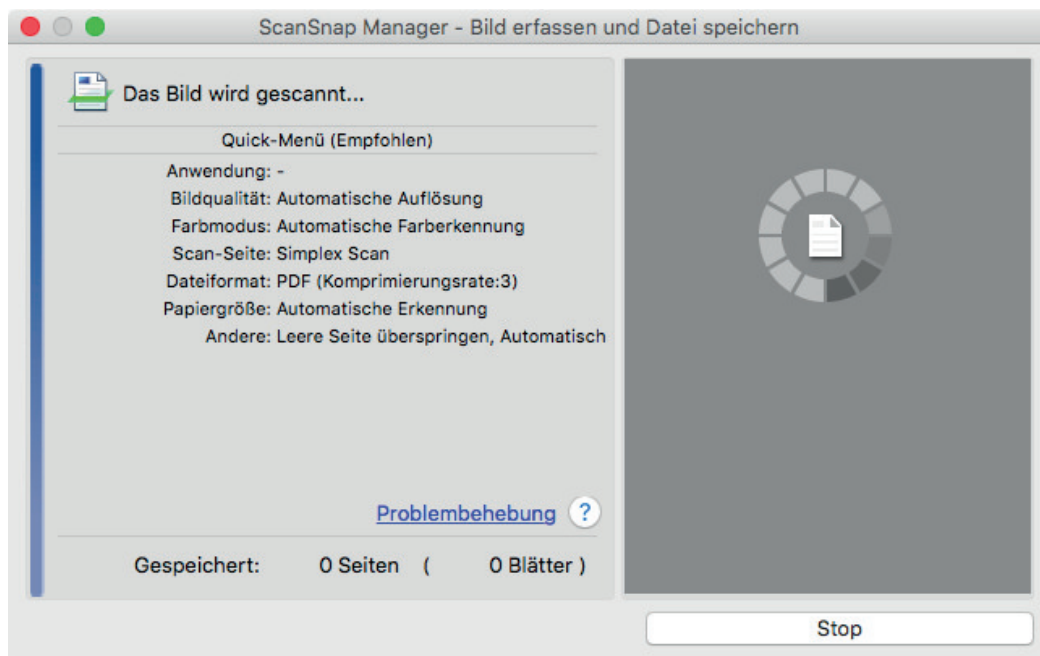 ScanSnap Manager - Bild erfassen und Datei speichern
Das Bild wird gescannt...
Quick-Menü (Empfohlen)
Anwendung: -
Bildqualität: Automatische Auflösung
Farbmodus: Automatische Farberkennung
Scan-Seite: Simplex Scan
Dateiformat: PDF (Komprimierungsrate:3)
Papiergröße: Automatische Erkennung
Andere: Leere Seite überspringen, Automatisch
Problembehebung ?
Gespeichert: 0 Seiten ( 0 Blätter )
Stop